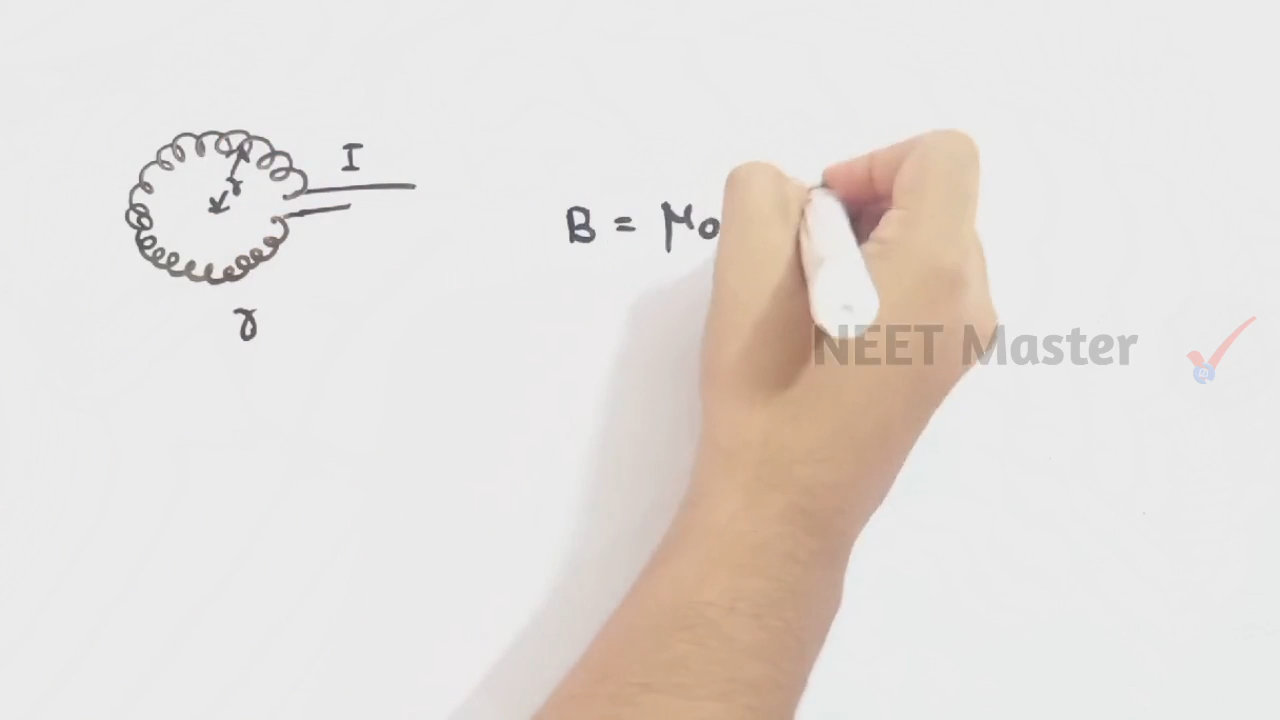 I
r
B = μ0
r
NEET Master